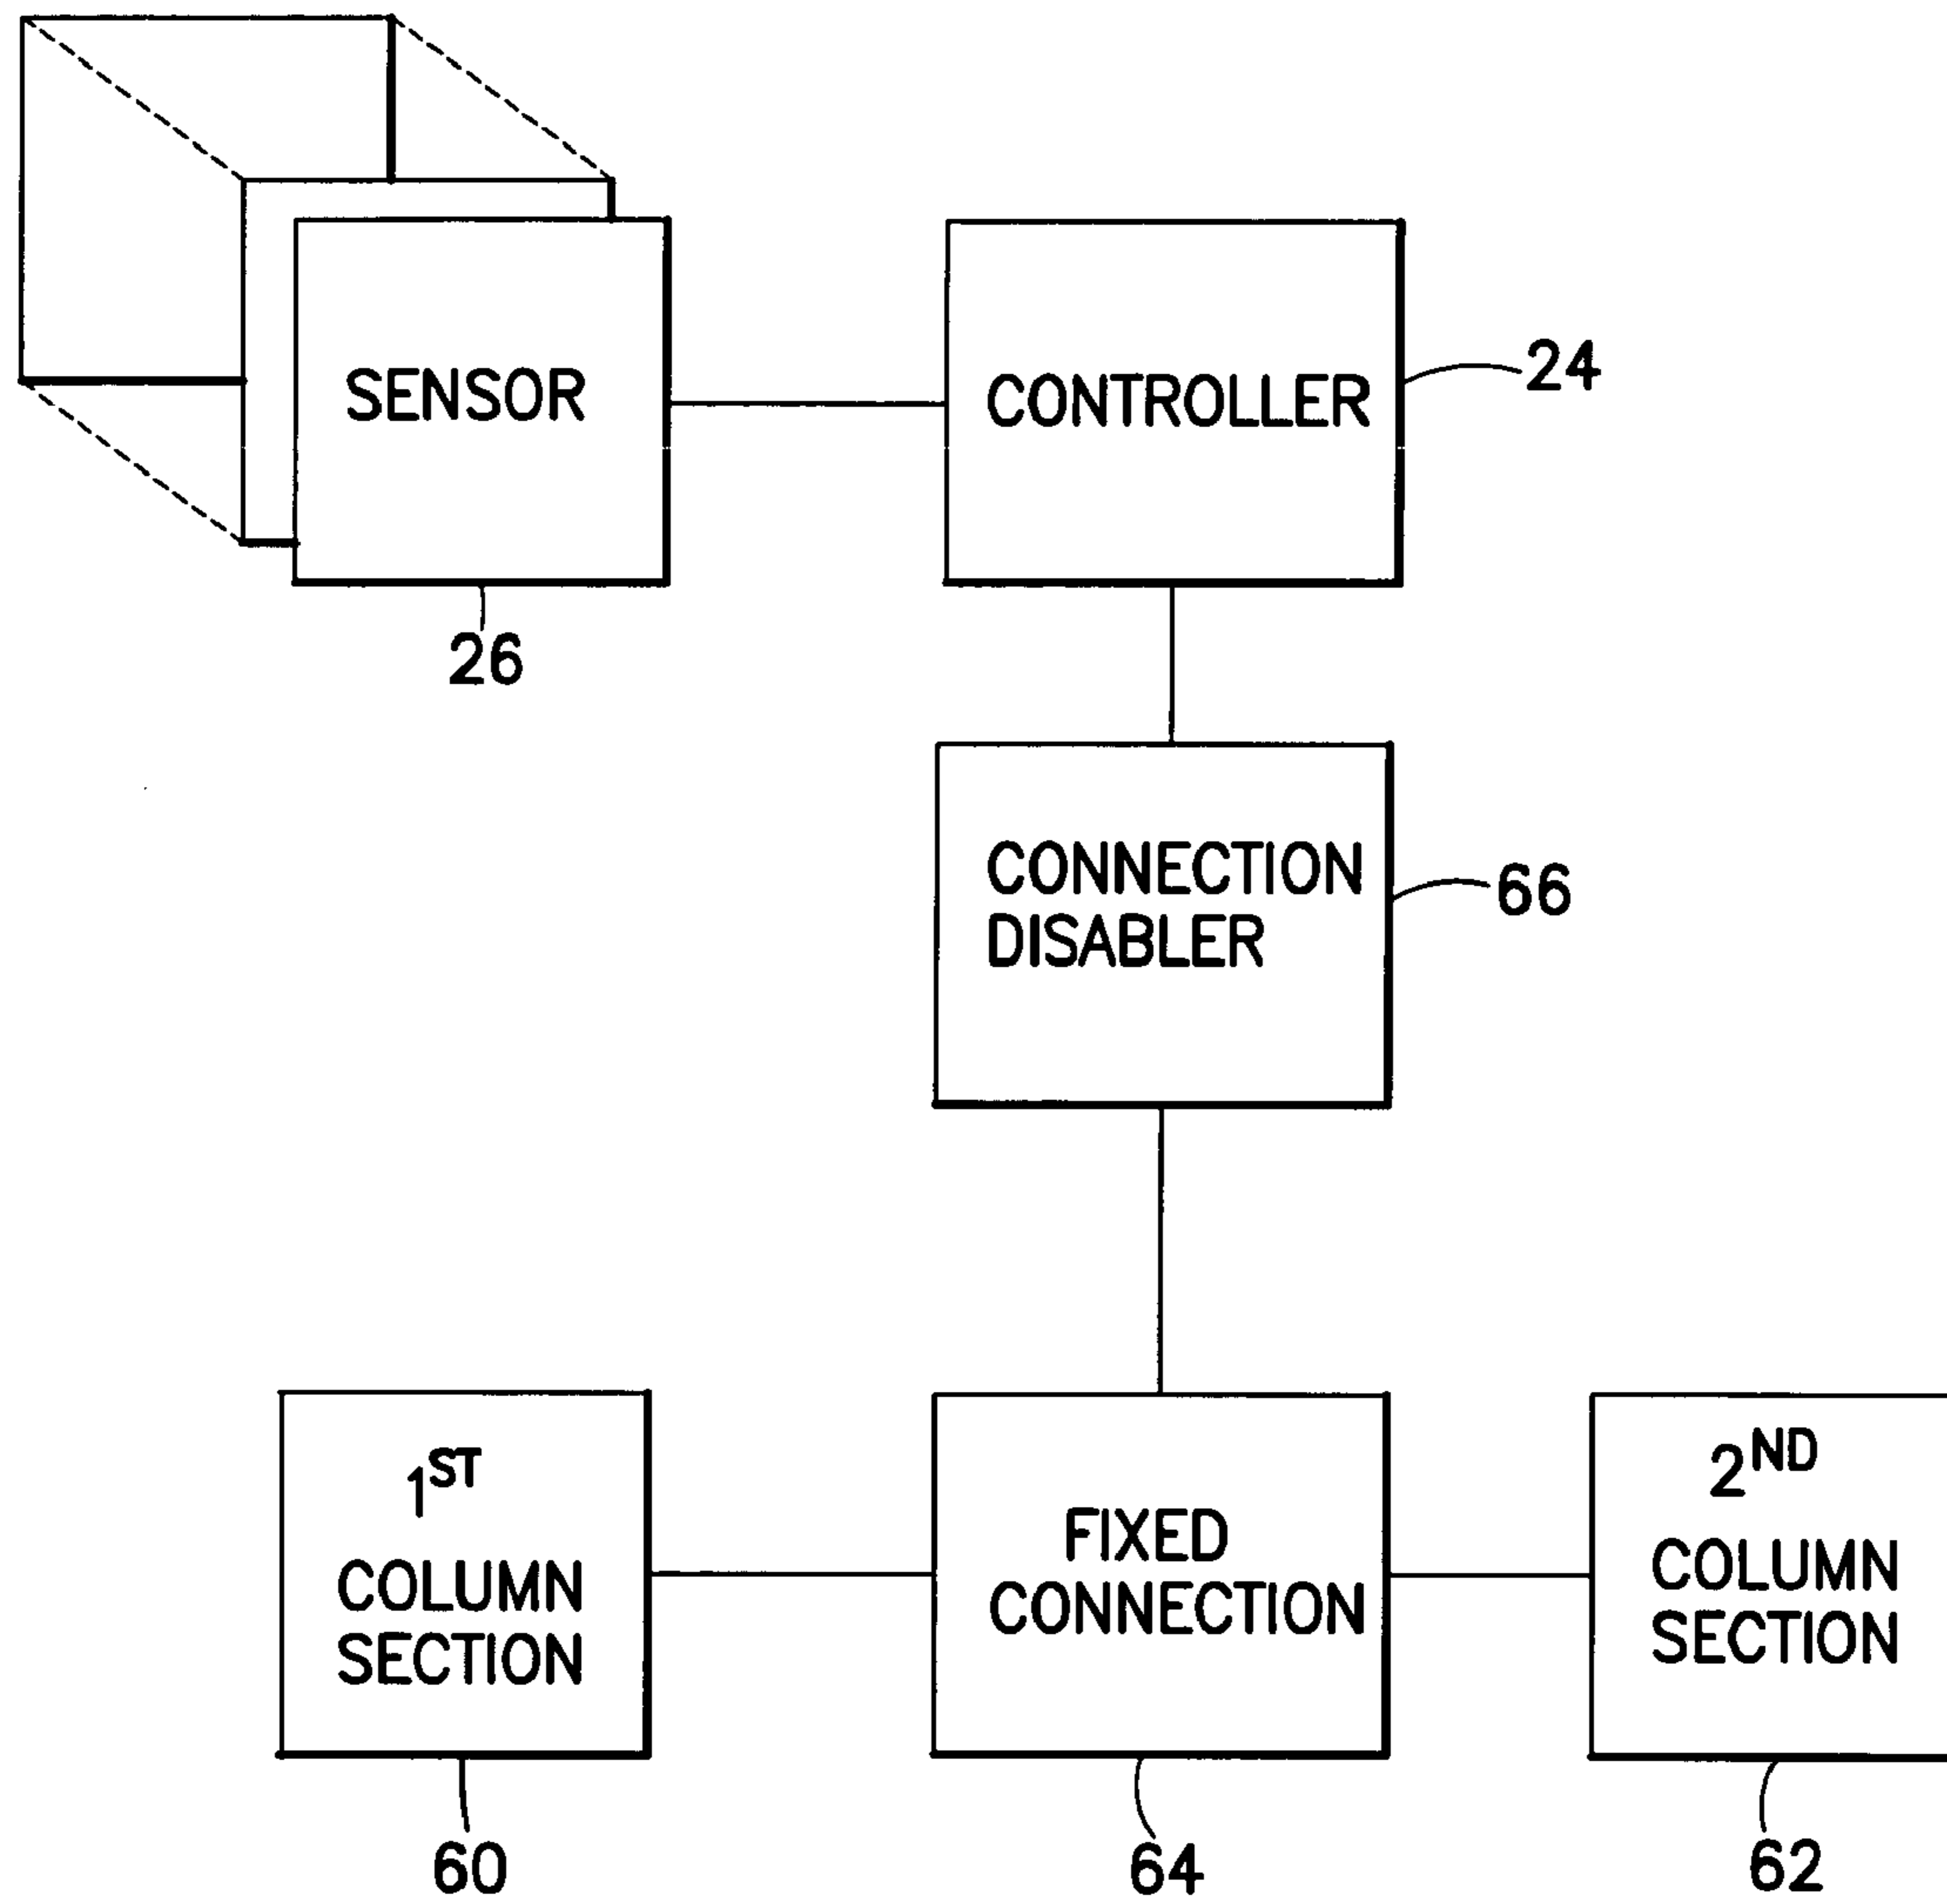 SENSOR
26
CONTROLLER
24
CONNECTION
DISABLER
66
1ST
COLUMN
SECTION
60
FIXED
CONNECTION
64
2ND
COLUMN
SECTION
62